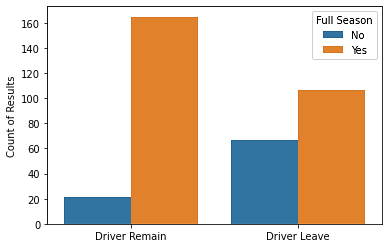 Full Season
No
Yes
160
140
120
100
80
60
40
20
0
Count of Results
Driver Remain
Driver Leave